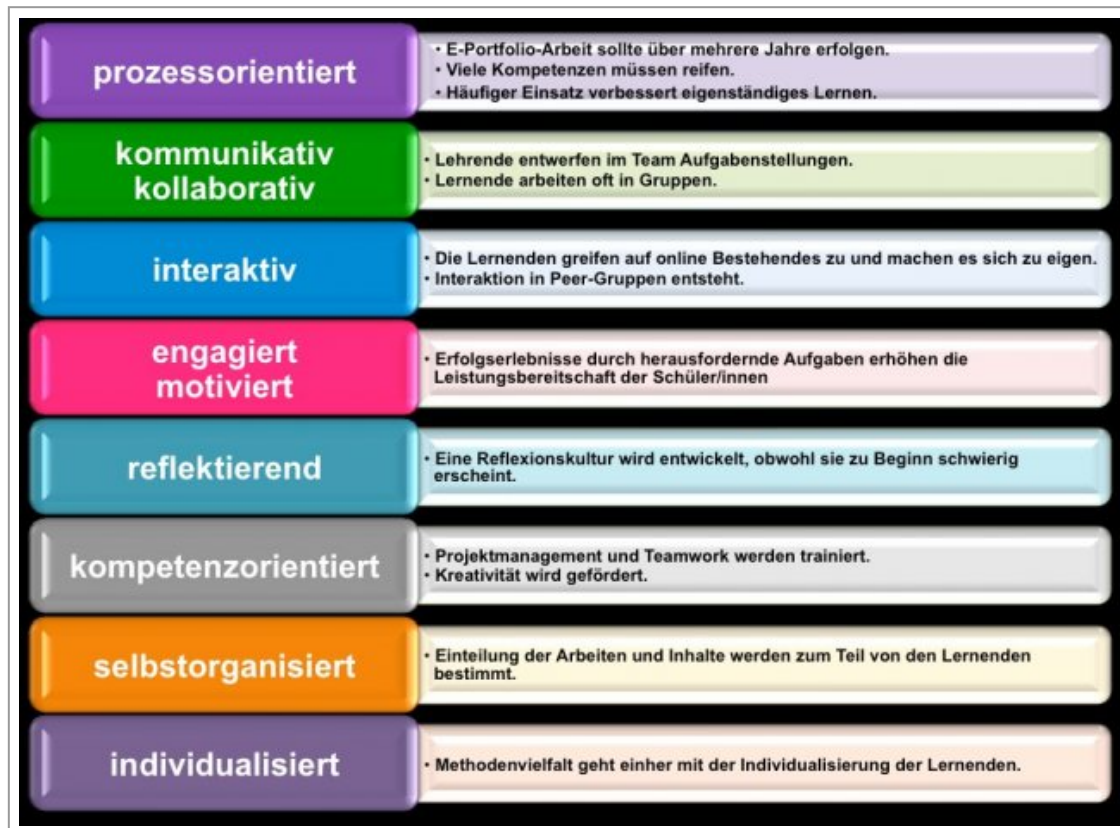 prozessorientiert
• E-Portfolio-Arbeit sollte über mehrere Jahre erfolgen.
• Viele Kompetenzen müssen reifen.
• Häufiger Einsatz verbessert eigenständiges Lernen.
kommunikativ
kollaborativ
• Lehrende entwerfen im Team Aufgabenstellungen.
• Lernende arbeiten oft in Gruppen.
interaktiv
• Die Lernenden greifen auf online Bestehendes zu und machen es sich zu eigen.
• Interaktion in Peer-Gruppen entsteht.
engagiert
motiviert
• Erfolgserlebnisse durch herausfordernde Aufgaben erhöhen die
Leistungsbereitschaft der Schüler/innen
reflektierend
• Eine Reflexionskultur wird entwickelt, obwohl sie zu Beginn schwierig
erscheint.
kompetenzorientiert
• Projektmanagement und Teamwork werden trainiert.
• Kreativität wird gefördert.
selbstorganisiert
• Einteilung der Arbeiten und Inhalte werden zum Teil von den Lernenden
bestimmt.
individualisiert
• Methodenvielfalt geht einher mit der Individualisierung der Lernenden.